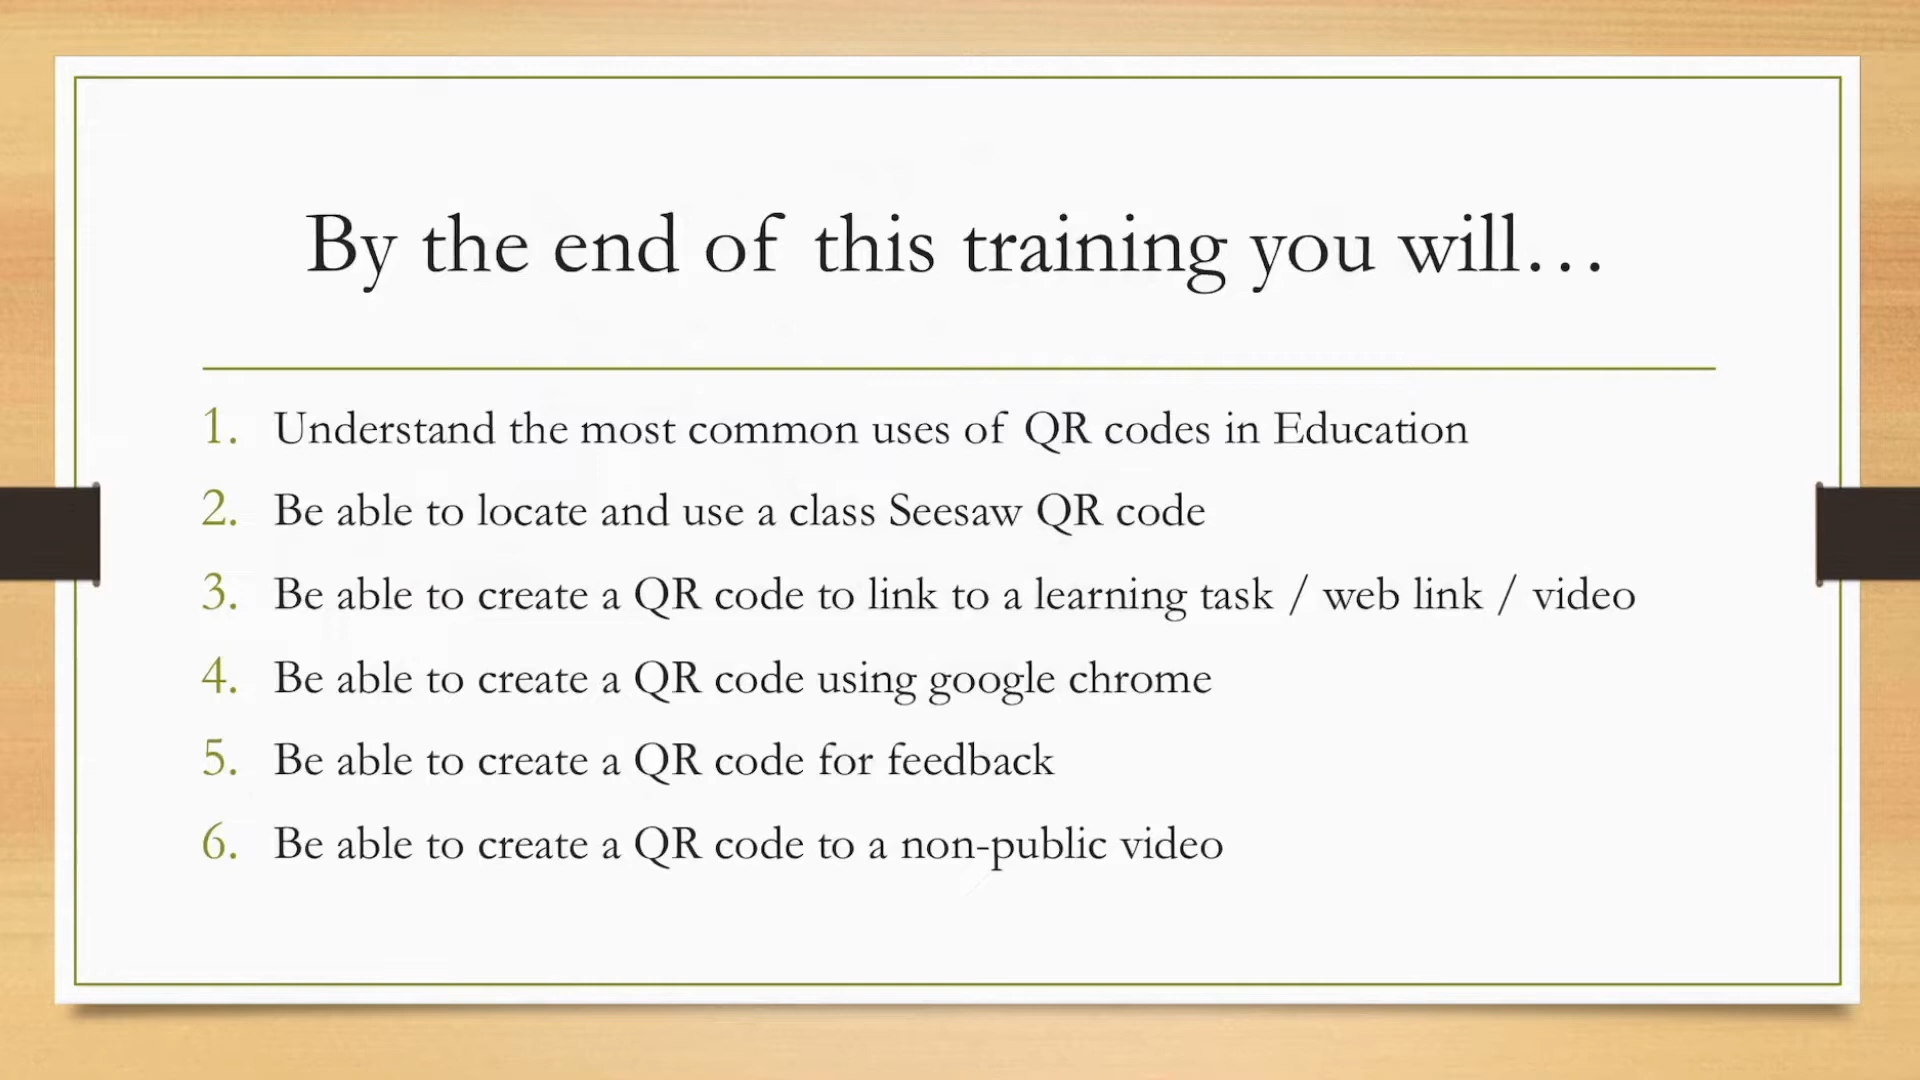 By the end of this training you will…
1. Understand the most common uses of QR codes in Education
2. Be able to locate and use a class Seesaw QR code
3. Be able to create a QR code to link to a learning task / web link / video
4. Be able to create a QR code using google chrome
5. Be able to create a QR code for feedback
6. Be able to create a QR code to a non-public video